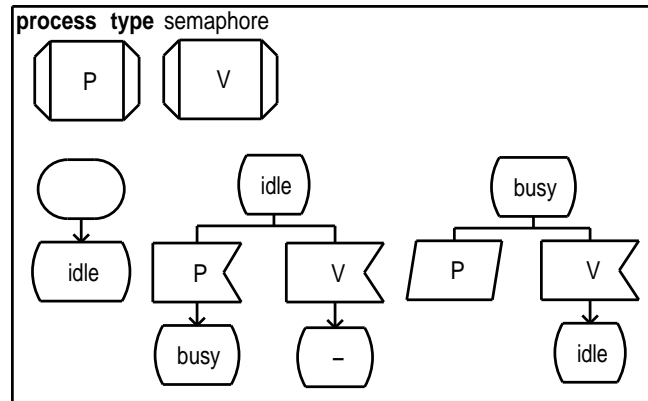 process type semaphore
P V
idle busy
idle P V P V
busy – idle